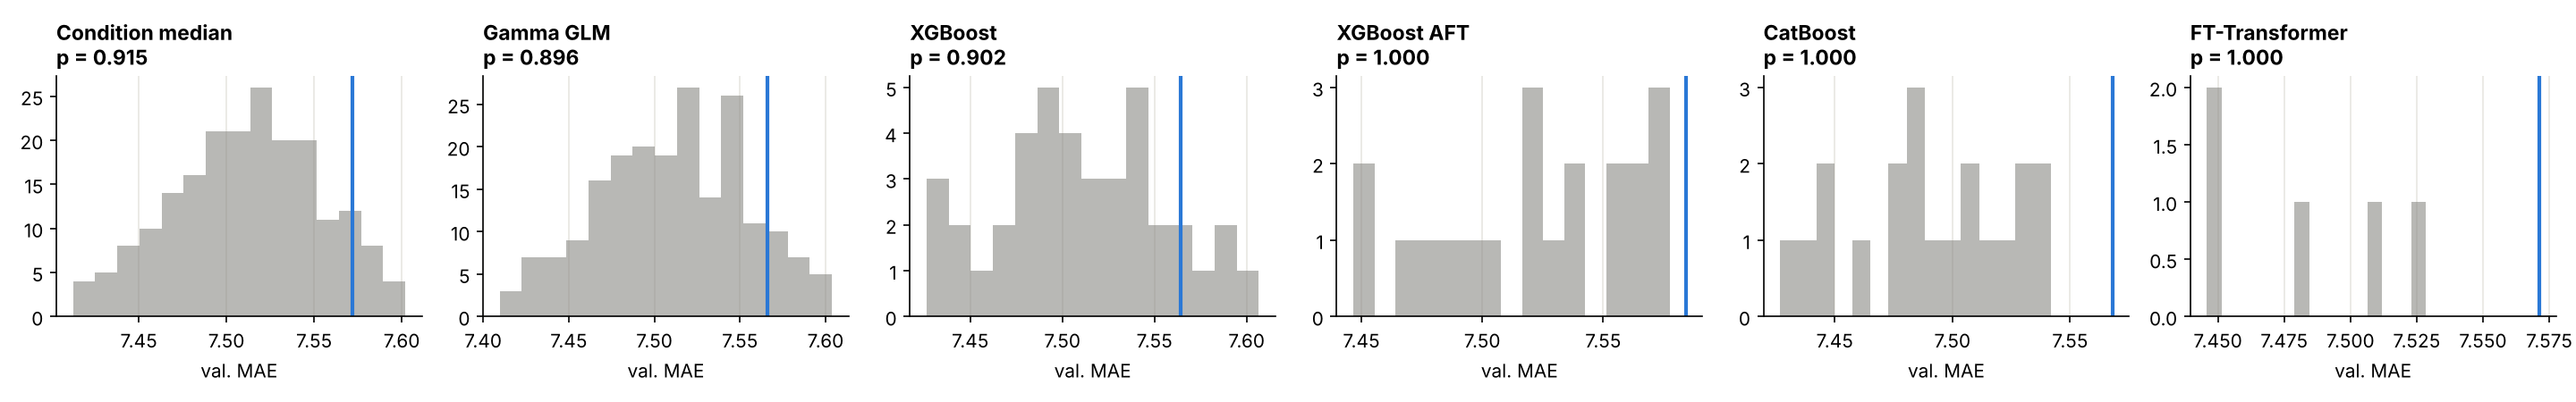 Condition median
p = 0.915
25
20
15
10
5
0
7.45 7.50 7.55 7.60
val. MAE
Gamma GLM
p = 0.896
25
20
15
10
5
0
7.40 7.45 7.50 7.55 7.60
val. MAE
XGBoost
p = 0.902
5
4
3
2
1
0
7.45 7.50 7.55 7.60
val. MAE
XGBoost AFT
p = 1.000
3
2
1
0
7.45 7.50 7.55
val. MAE
CatBoost
p = 1.000
3
2
1
0
7.45 7.50 7.55
val. MAE
FT-Transformer
p = 1.000
2.0
1.5
1.0
0.5
0.0
7.450 7.475 7.500 7.525 7.550 7.575
val. MAE